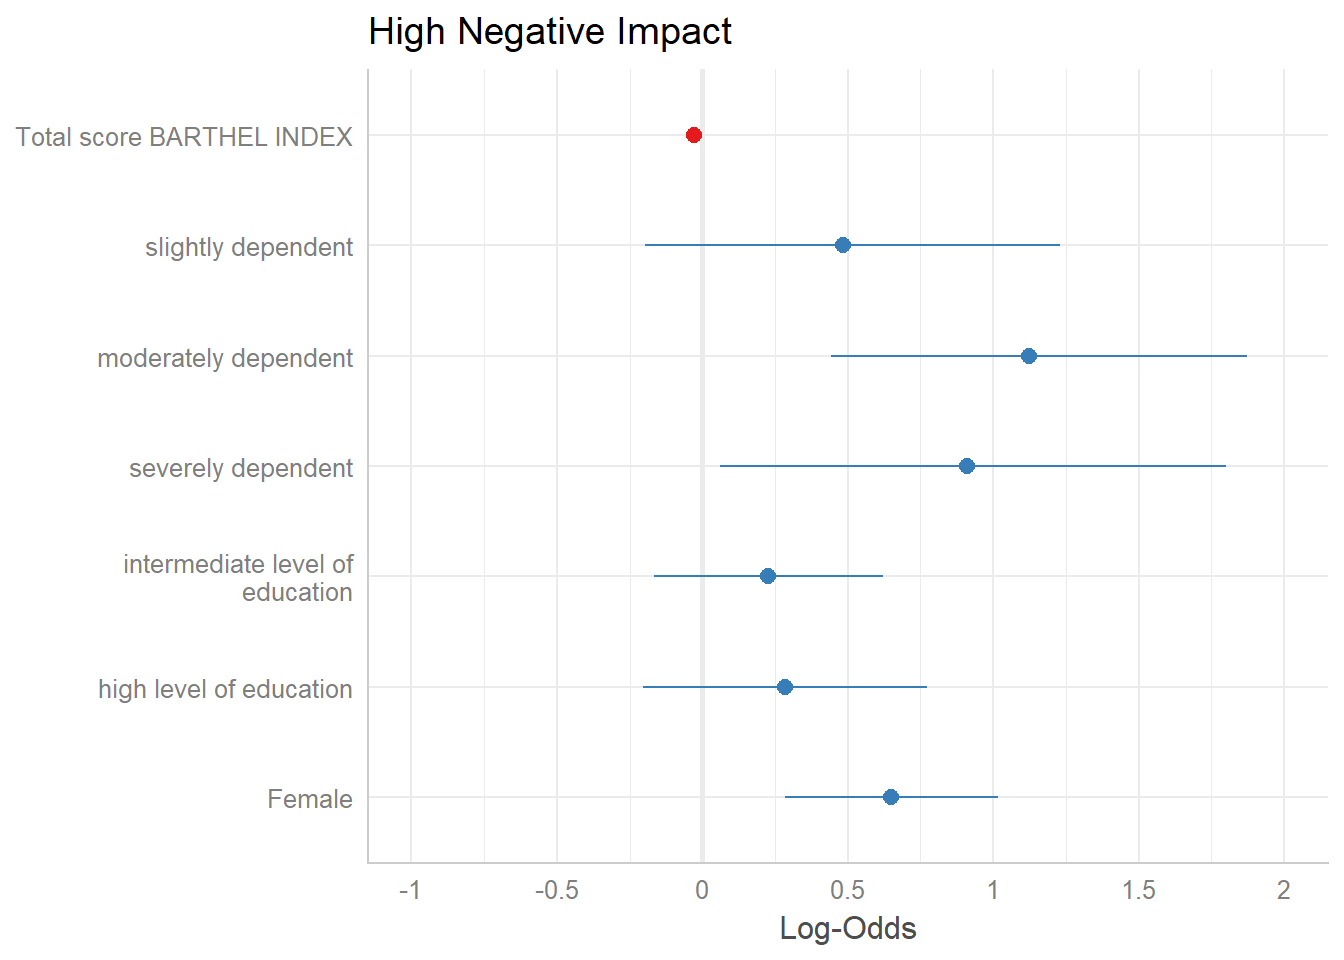 High Negative Impact
Total score BARTHEL INDEX
slightly dependent
moderately dependent
severely dependent
intermediate level of
education
high level of education
Female
-1 -0.5 0 0.5 1 1.5 2
Log-Odds